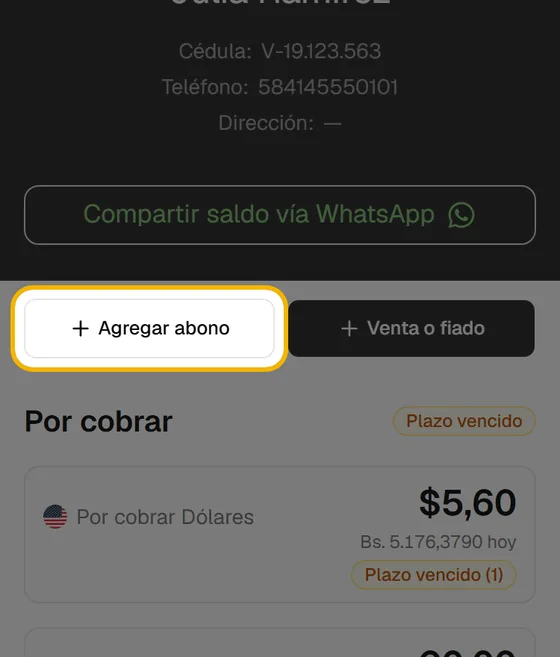 Cédula: V-19.123.563
Teléfono: 584145550101
Dirección: —
Compartir saldo vía WhatsApp
+ Agregar abono
+ Venta o fiado
Por cobrar
Plazo vencido
Por cobrar Dólares
$5,60
Bs. 5.176,3790 hoy
Plazo vencido (1)